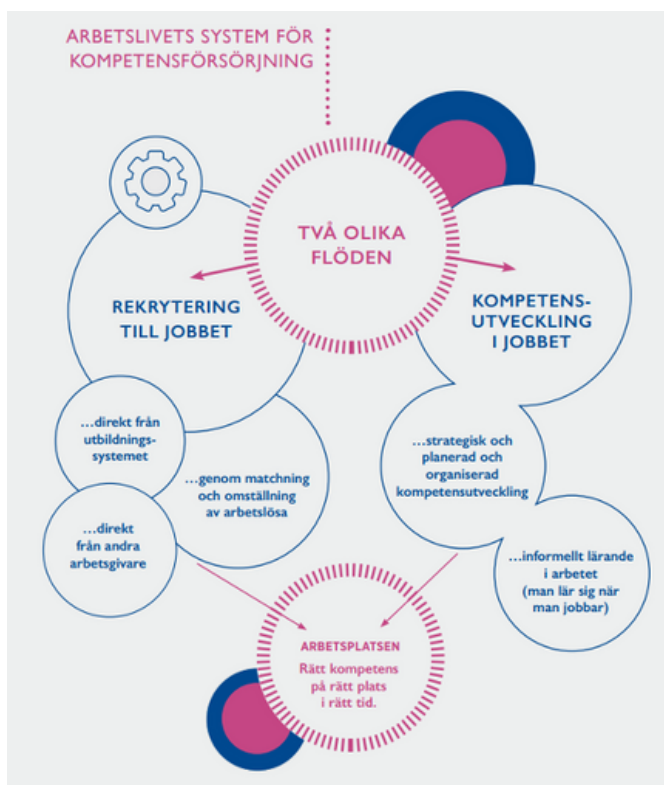 ARBETSLIVETS SYSTEM FÖR
KOMPETENSFÖRSÖRJNING
TVÅ OLIKA
FLÖDEN
REKRYTERING
TILL JOBBET
KOMPETENS-
UTVECKLING
I JOBBET
...direkt från
utbildnings-
systemet
...genom matchning
och omställning
av arbetslösa
...direkt
från andra
arbetsgivare
...strategisk och
planerad och
organiserad
kompetensutveckling
...informellt lärande
i arbetet
(man lär sig när
man jobbar)
ARBETSPLATSEN
Rätt kompetens
på rätt plats
i rätt tid.